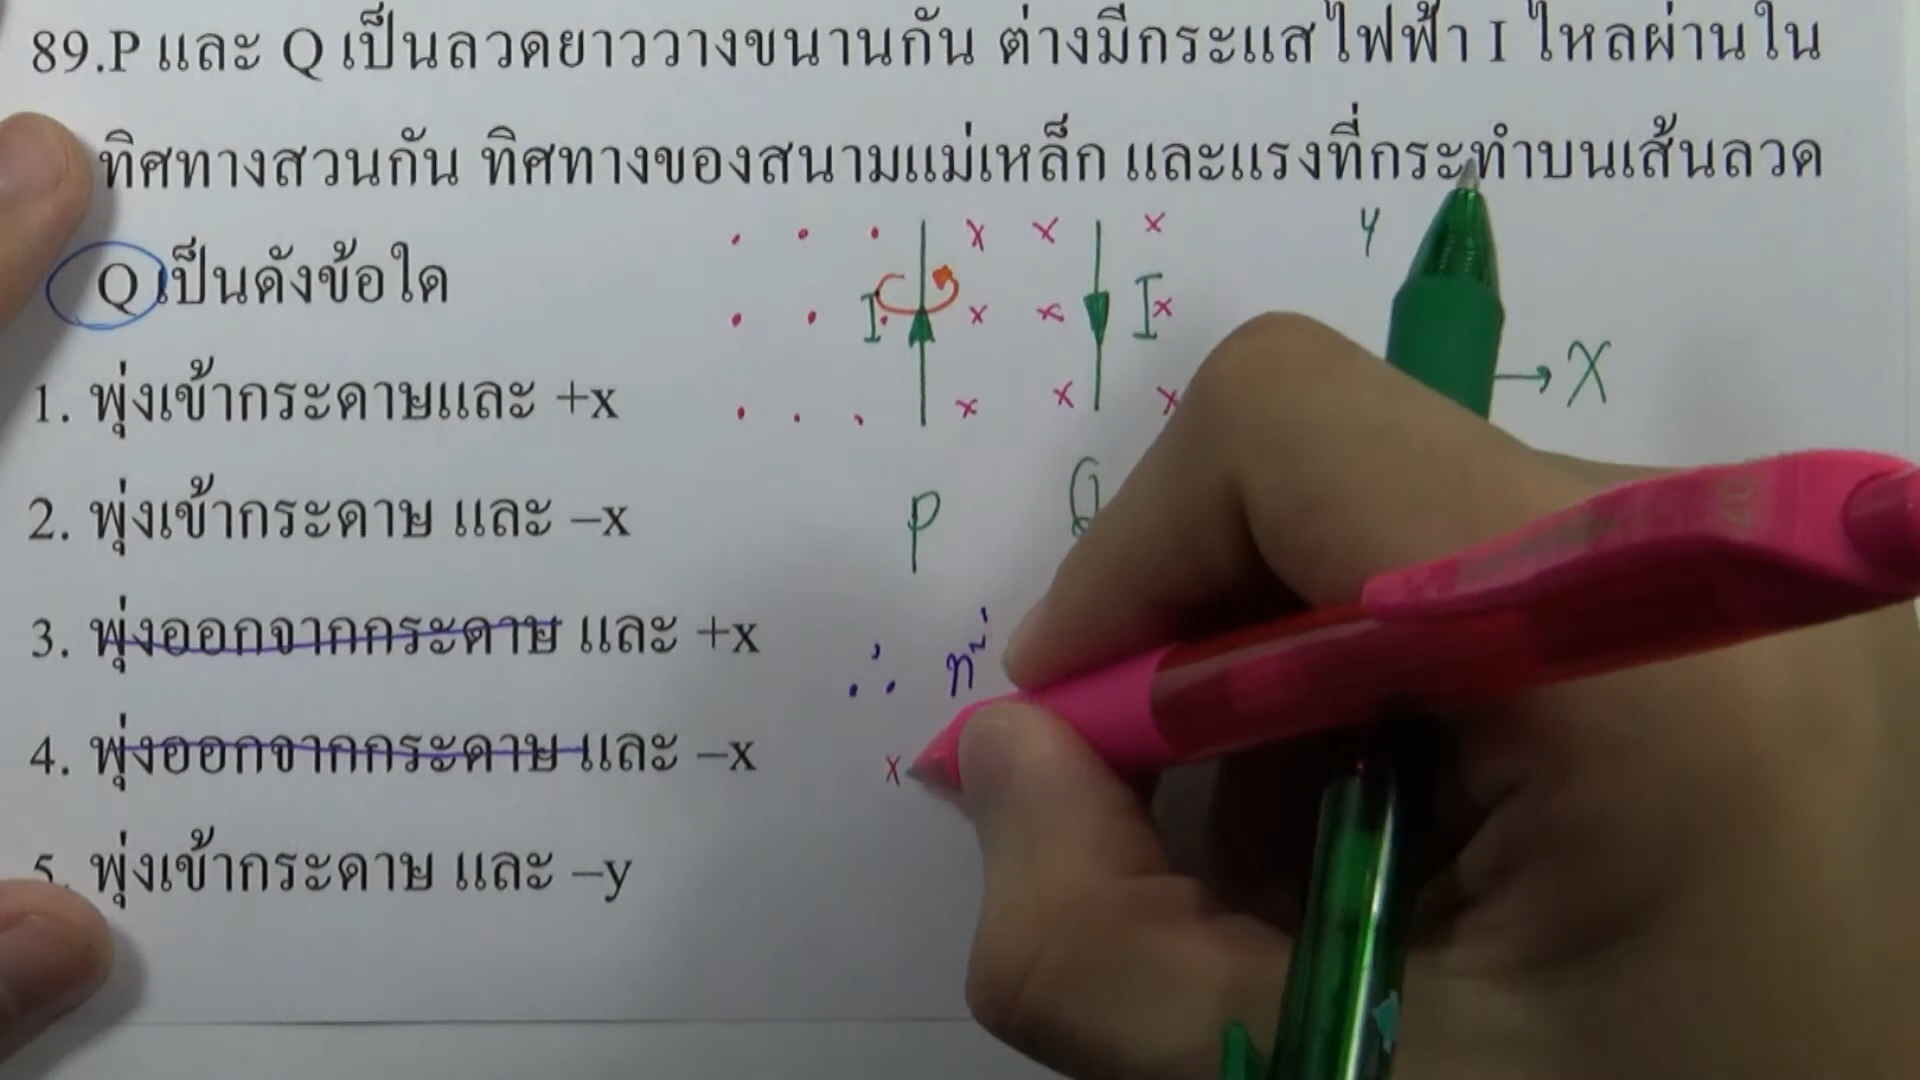 89.P และ Q เป็นลวดยาววางขนานกัน ต่างมีกระแสไฟฟ้า I ไหลผ่านใน
ทิศทางสวนกัน ทิศทางของสนามแม่เหล็ก และแรงที่กระทำบนเส้นลวด
Q เป็นดังข้อใด
1. พุ่งเข้ากระดาษและ +x
2. พุ่งเข้ากระดาษ และ –x
3. พุ่งออกจากกระดาษ และ +x
4. พุ่งออกจากกระดาษ และ –x
5. พุ่งเข้ากระดาษ และ –y
y
I I
x
P Q
∴
x